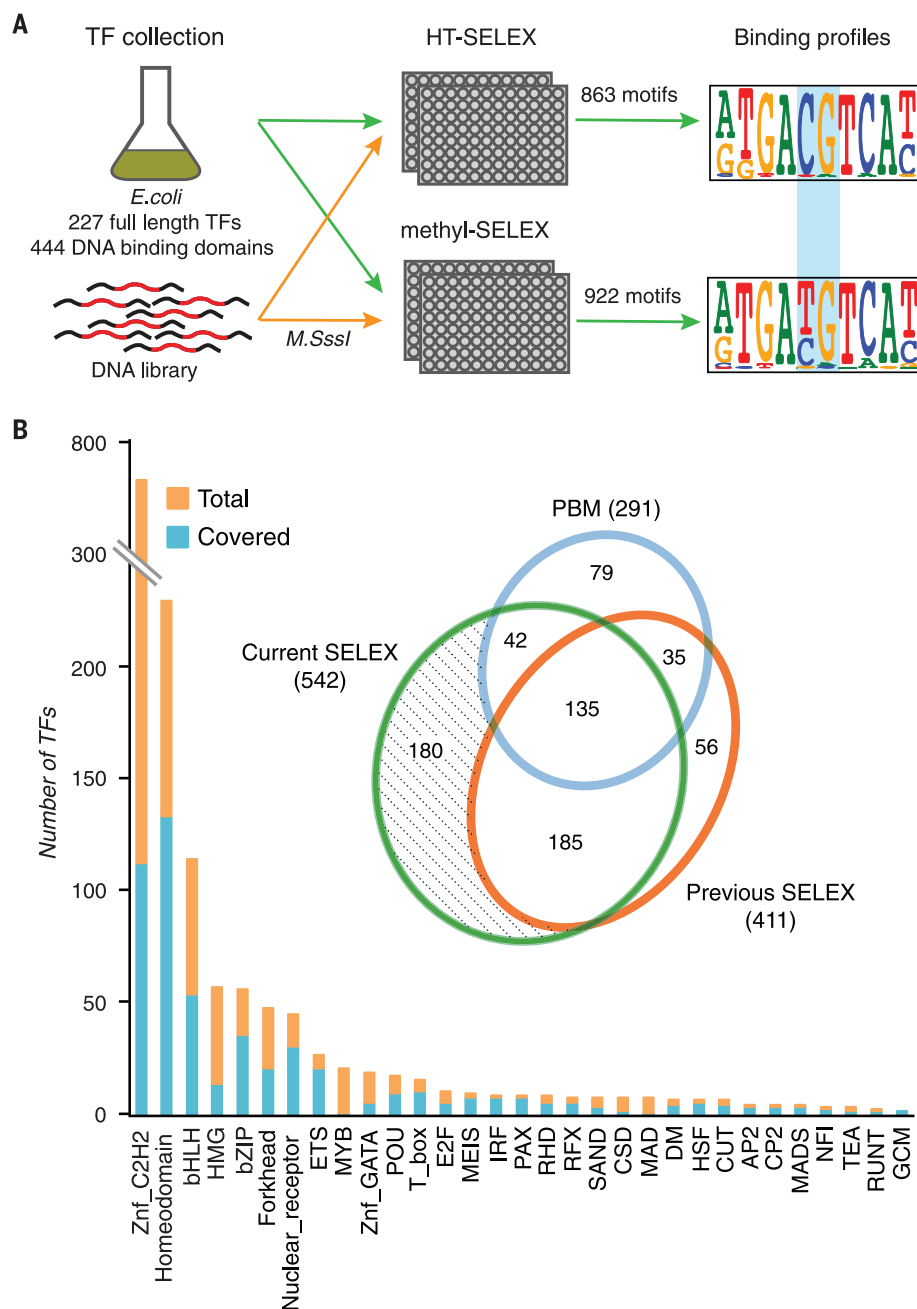 A
TF collection
HT-SELEX
Binding profiles
E.coli
227 full length TFs
444 DNA binding domains
863 motifs
methyl-SELEX
922 motifs
M.SssI
DNA library
ATGACGTCAT
GG C
ATGATGTCAT
G C C
B
800
300
200
150
100
50
0
Number of TFs
Total
Covered
PBM (291)
79
Current SELEX
(542)
42
35
135
180
56
185
Previous SELEX
(411)
Znf_C2H2
Homeodomain
bHLH
HMG
bZIP
Forkhead
Nuclear_receptor
ETS
MYB
Znf_GATA
POU
T_box
E2F
MEIS
IRF
PAX
RHD
RFX
SAND
CSD
MAD
DM
HSF
CUT
AP2
CP2
MADS
NFI
TEA
RUNT
GCM